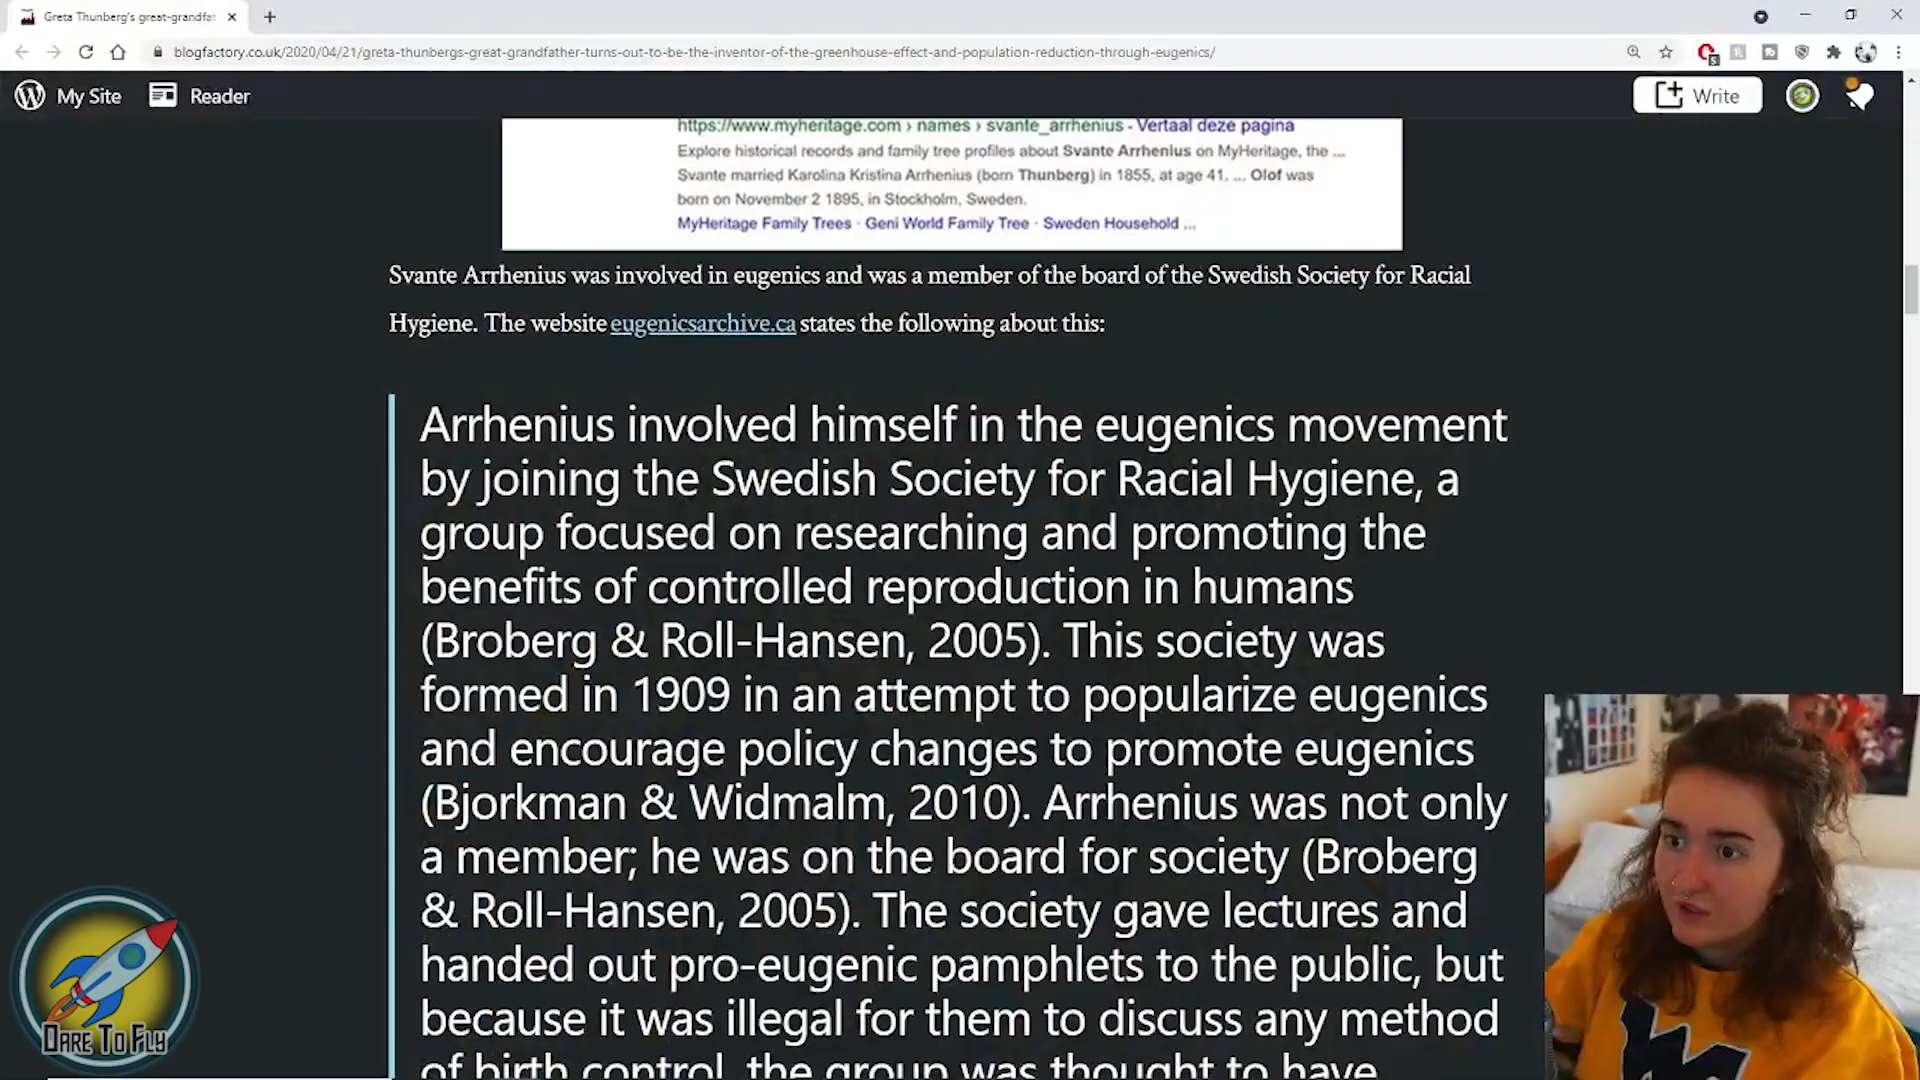 Greta Thunberg's great-grandfat
blogfactory.co.uk/2020/04/21/greta-thunbergs-great-grandfather-turns-out-to-be-the-inventor-of-the-greenhouse-effect-and-population-reduction-through-eugenics/
My Site
Reader
Write
https://www.myheritage.com › names › svante_arrhenius - Vertaal deze pagina
Explore historical records and family tree profiles about Svante Arrhenius on MyHeritage, the ...
Svante married Karolina Kristina Arrhenius (born Thunberg) in 1855, at age 41. ... Olof was
born on November 2 1895, in Stockholm, Sweden.
MyHeritage Family Trees · Geni World Family Tree · Sweden Household ...
Svante Arrhenius was involved in eugenics and was a member of the board of the Swedish Society for Racial
Hygiene. The website eugenicsarchive.ca states the following about this:
Arrhenius involved himself in the eugenics movement
by joining the Swedish Society for Racial Hygiene, a
group focused on researching and promoting the
benefits of controlled reproduction in humans
(Broberg & Roll-Hansen, 2005). This society was
formed in 1909 in an attempt to popularize eugenics
and encourage policy changes to promote eugenics
(Bjorkman & Widmalm, 2010). Arrhenius was not only
a member; he was on the board for society (Broberg
& Roll-Hansen, 2005). The society gave lectures and
handed out pro-eugenic pamphlets to the public, but
because it was illegal for them to discuss any method
of birth control, the group was thought to have
DARE TO FLY